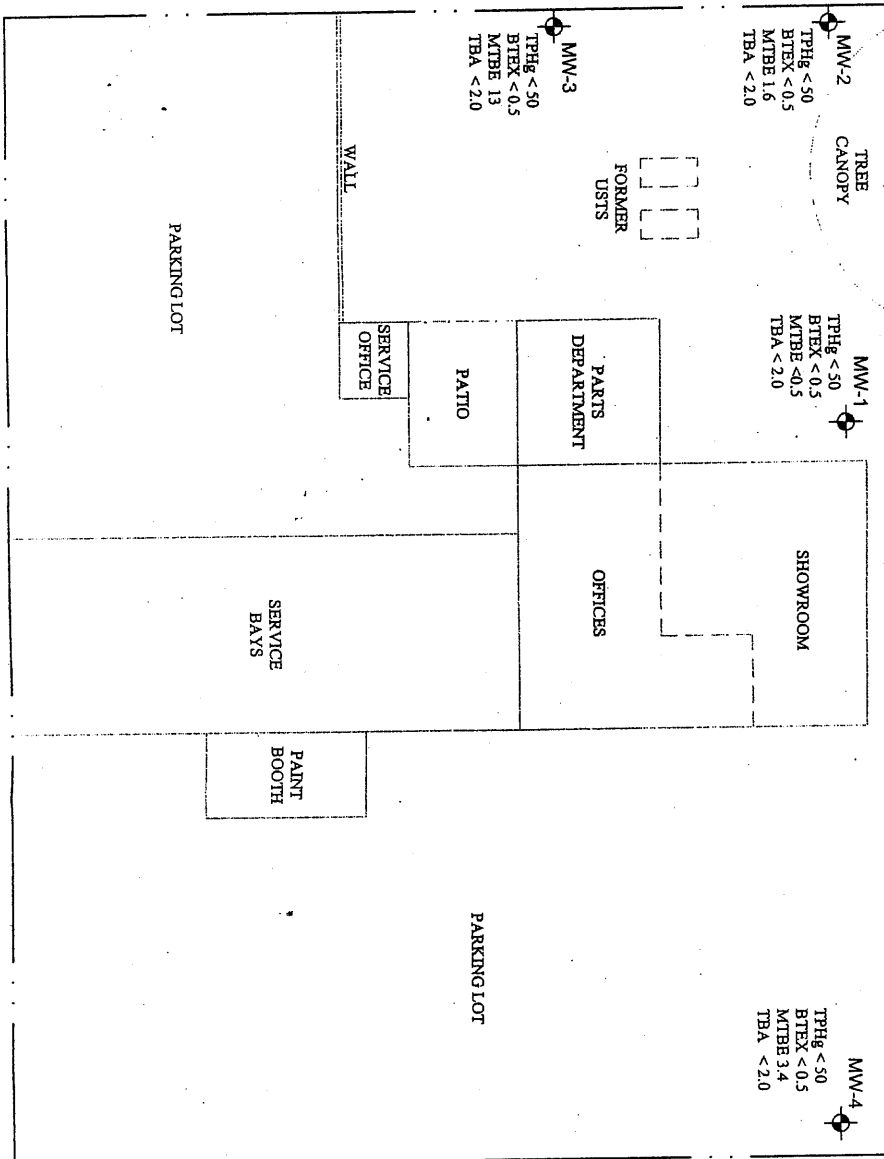 MW-2
TPHg < 50
BTEX < 0.5
MTBE 1.6
TBA < 2.0
TREE
CANOPY
MW-1
TPHg < 50
BTEX < 0.5
MTBE <0.5
TBA < 2.0
MW-4
TPHg < 50
BTEX < 0.5
MTBE 3.4
TBA < 2.0
MW-3
TPHg < 50
BTEX < 0.5
MTBE 13
TBA < 2.0
FORMER
USTS
SHOWROOM
PARTS
DEPARTMENT
OFFICES
PATIO
SERVICE
OFFICE
WALL
PARKING LOT
SERVICE
BAYS
PAINT
BOOTH
PARKING LOT